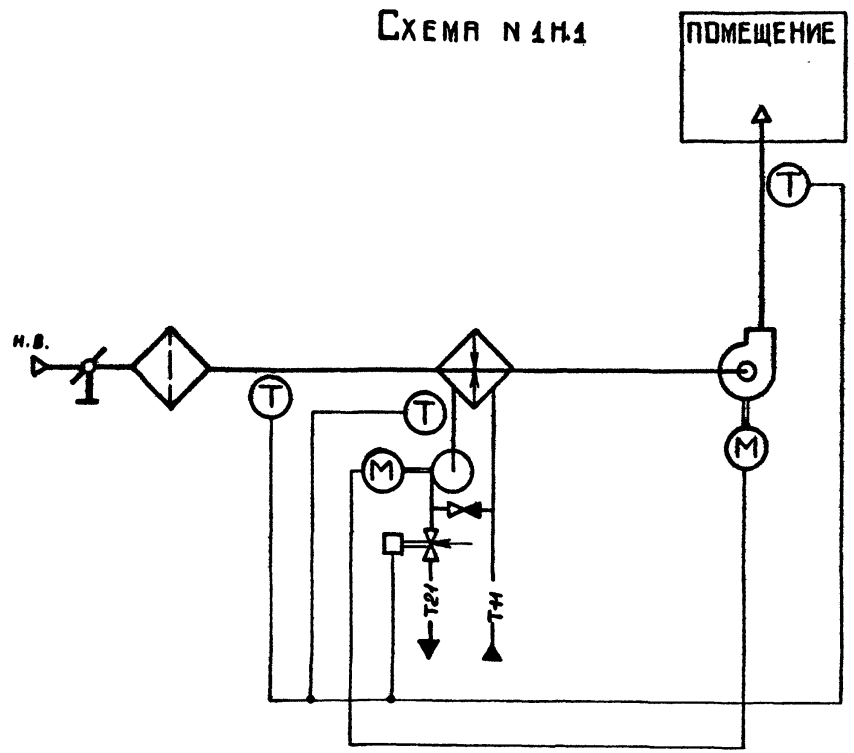 Схема N 1Н.1
ПОМЕЩЕНИЕ
Т
Н.В.
Т
Т
М
М
Т21
Т11